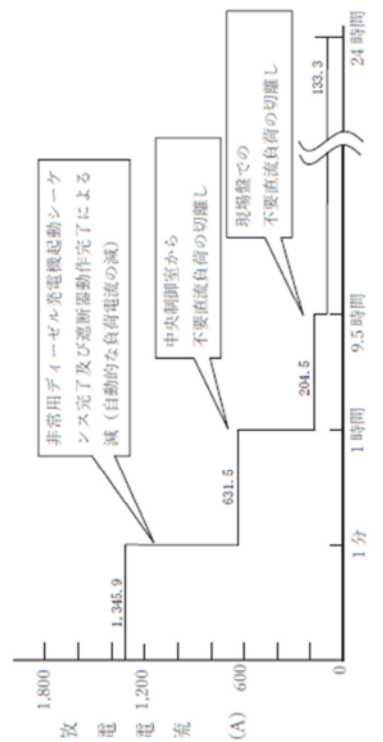 放電電流
(A)
1,800
1,200
600
0
1,345.9
631.5
204.5
133.3
非常用ディーゼル発電機起動シーケ
ンス完了及び遮断器動作完了による
減（自動的な負荷電流の減）
中央制御室から
不要直流負荷の切離し
現場盤での
不要直流負荷の切離し
1分
1時間
9.5時間
24時間